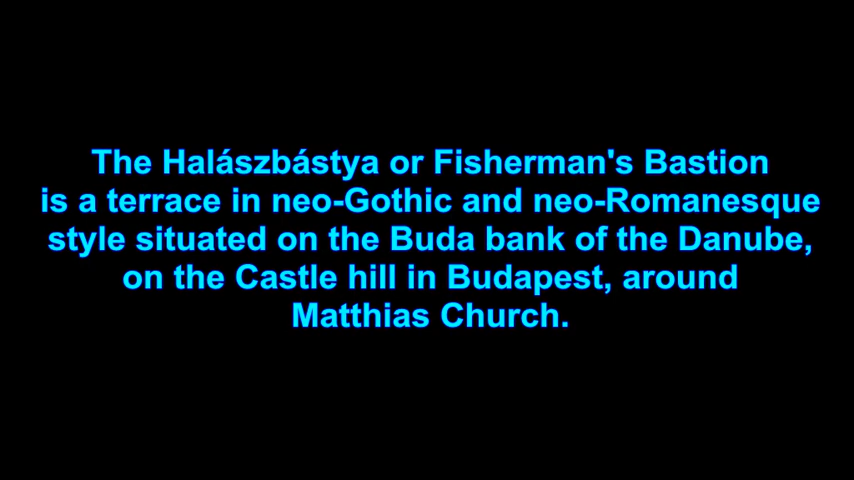 The Halászbástya or Fisherman's Bastion
is a terrace in neo-Gothic and neo-Romanesque
style situated on the Buda bank of the Danube,
on the Castle hill in Budapest, around
Matthias Church.